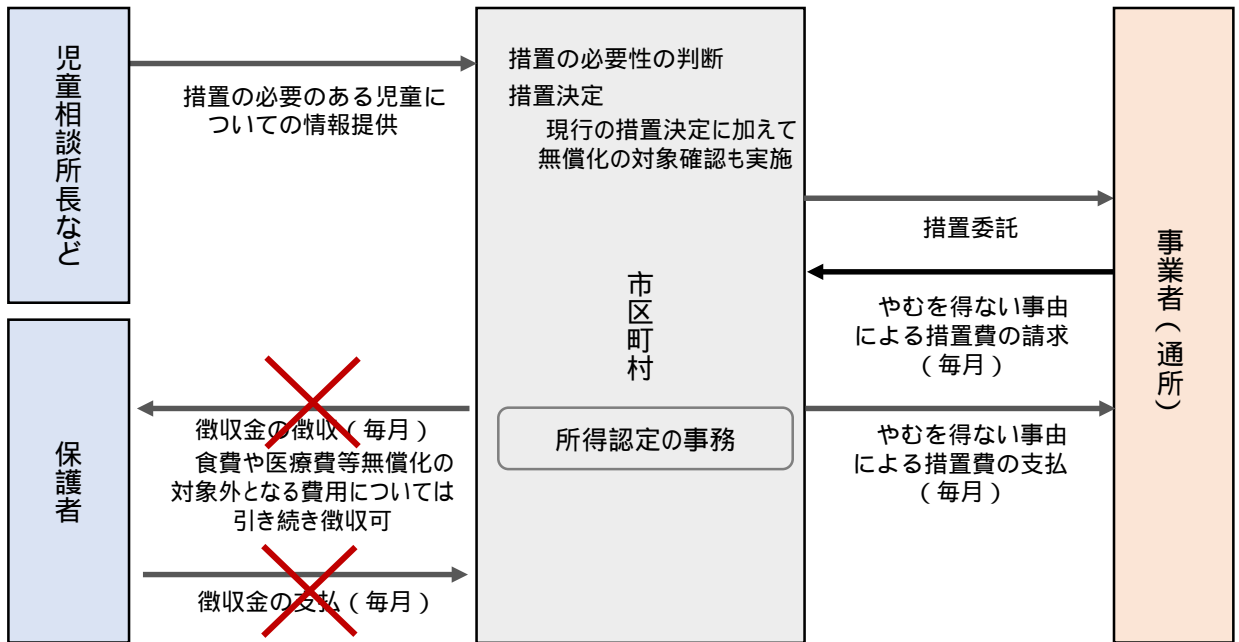 児童相談所長など
措置の必要のある児童に
ついての情報提供
措置の必要性の判断
措置決定
現行の措置決定に加えて
無償化の対象確認も実施
市区町村
所得認定の事務
措置委託
やむを得ない事由
による措置費の請求
(毎月)
やむを得ない事由
による措置費の支払
(毎月)
事業者(通所)
保護者
徴収金の徴収(毎月)
食費や医療費等無償化の
対象外となる費用については
引き続き徴収可
徴収金の支払(毎月)